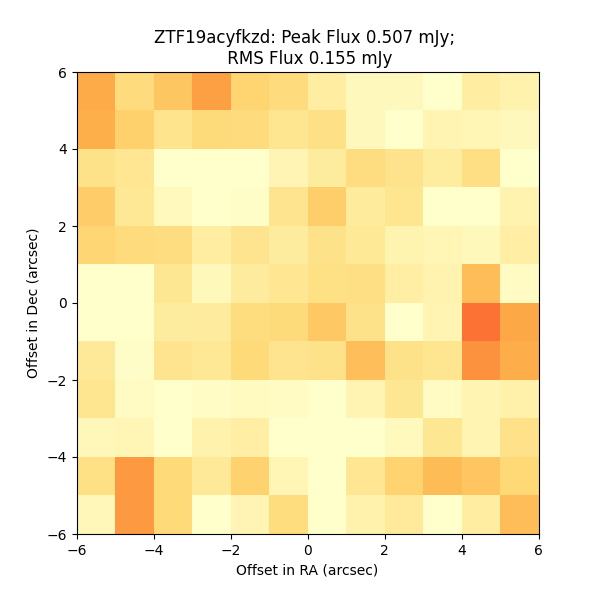 ZTF19acyfkzd: Peak Flux 0.507 mJy;
RMS Flux 0.155 mJy
6
4
2
0
−2
−4
−6
Offset in Dec (arcsec)
−6 −4 −2 0 2 4 6
Offset in RA (arcsec)